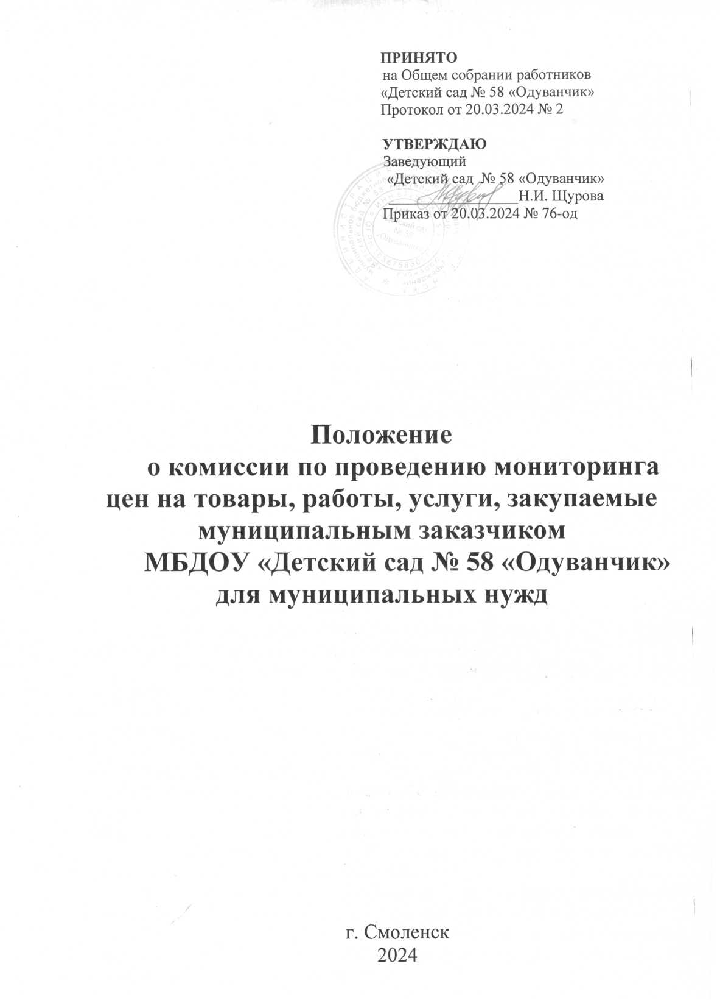 ПРИНЯТО
на Общем собрании работников
«Детский сад № 58 «Одуванчик»
Протокол от 20.03.2024 № 2
УТВЕРЖДАЮ
Заведующий
«Детский сад № 58 «Одуванчик»
________________Н.И. Щурова
Приказ от 20.03.2024 № 76-од
Положение
о комиссии по проведению мониторинга
цен на товары, работы, услуги, закупаемые
муниципальным заказчиком
МБДОУ «Детский сад № 58 «Одуванчик»
для муниципальных нужд
г. Смоленск
2024